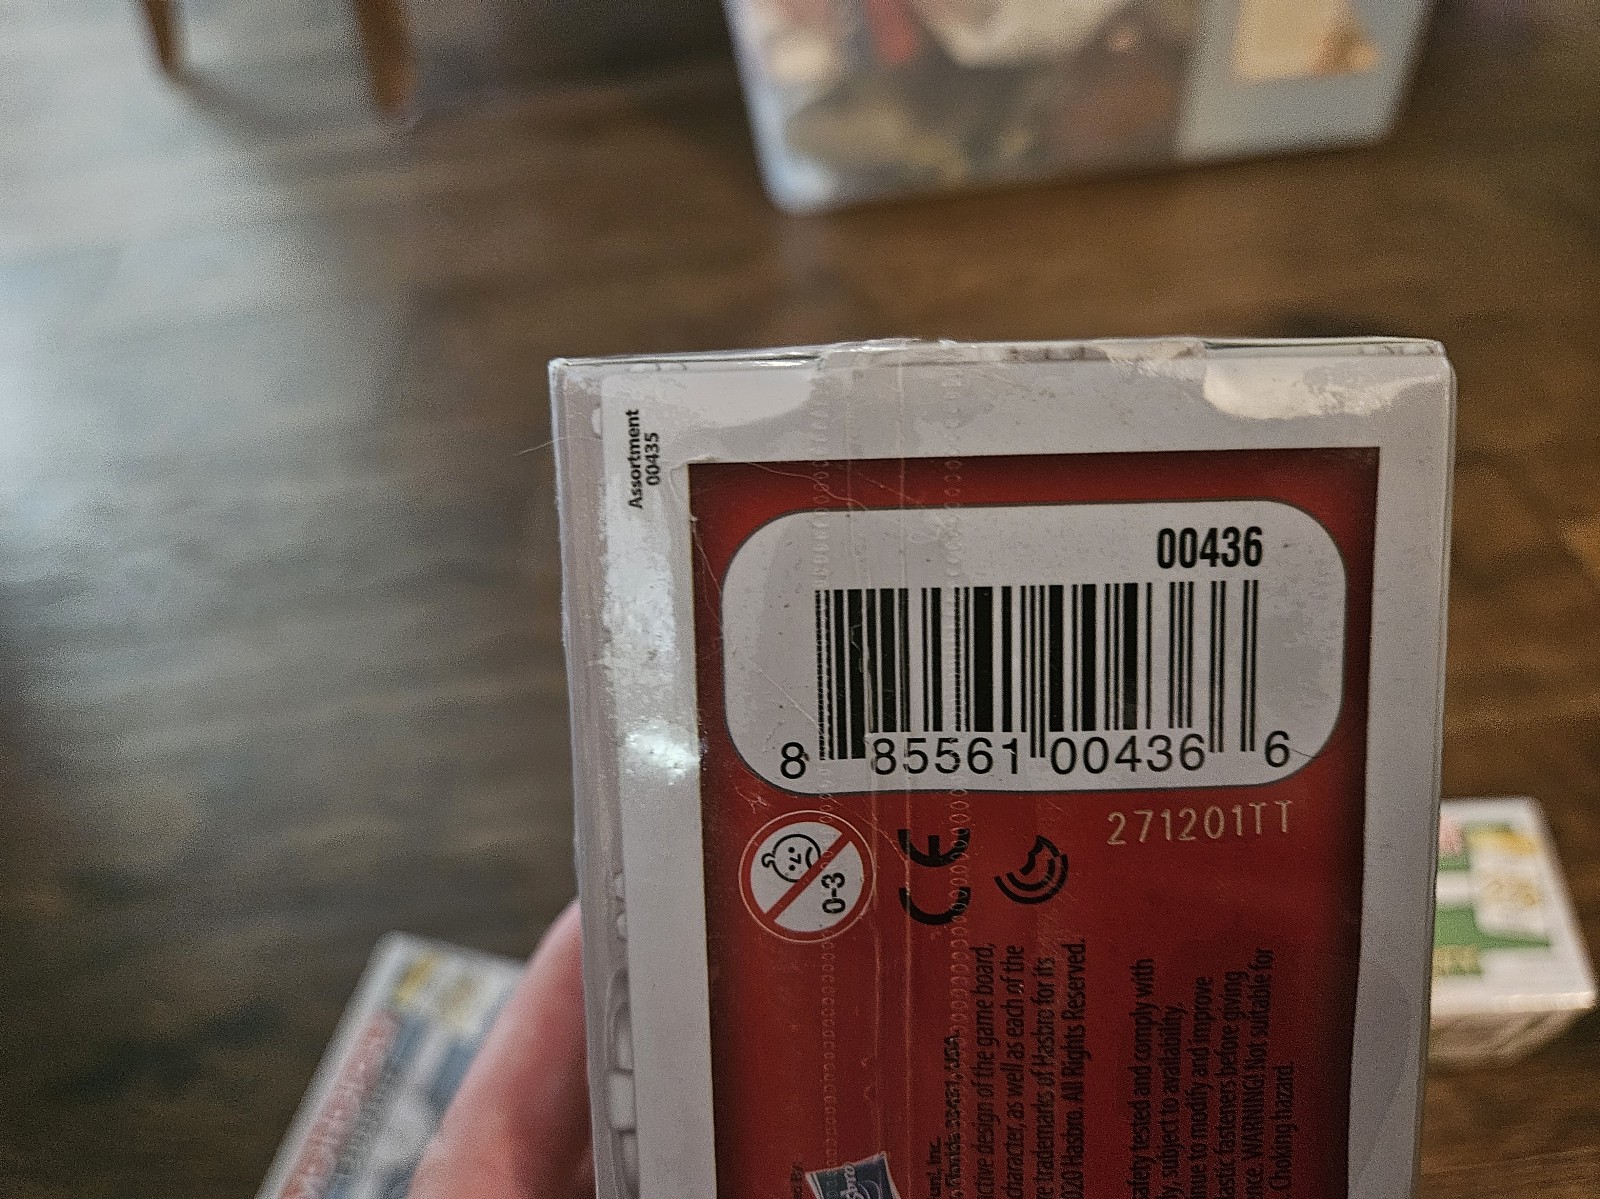 Assortment
00435
00436
8 85561 00436 6
271201TT
0-3
CE
design of the game board,
character, as well as each of the
trademarks of Hasbro for its
Hasbro. All Rights Reserved.
safety tested and comply with
subject to availability.
to modify and improve
fasteners before giving
WARNING! Not suitable for
Choking hazard